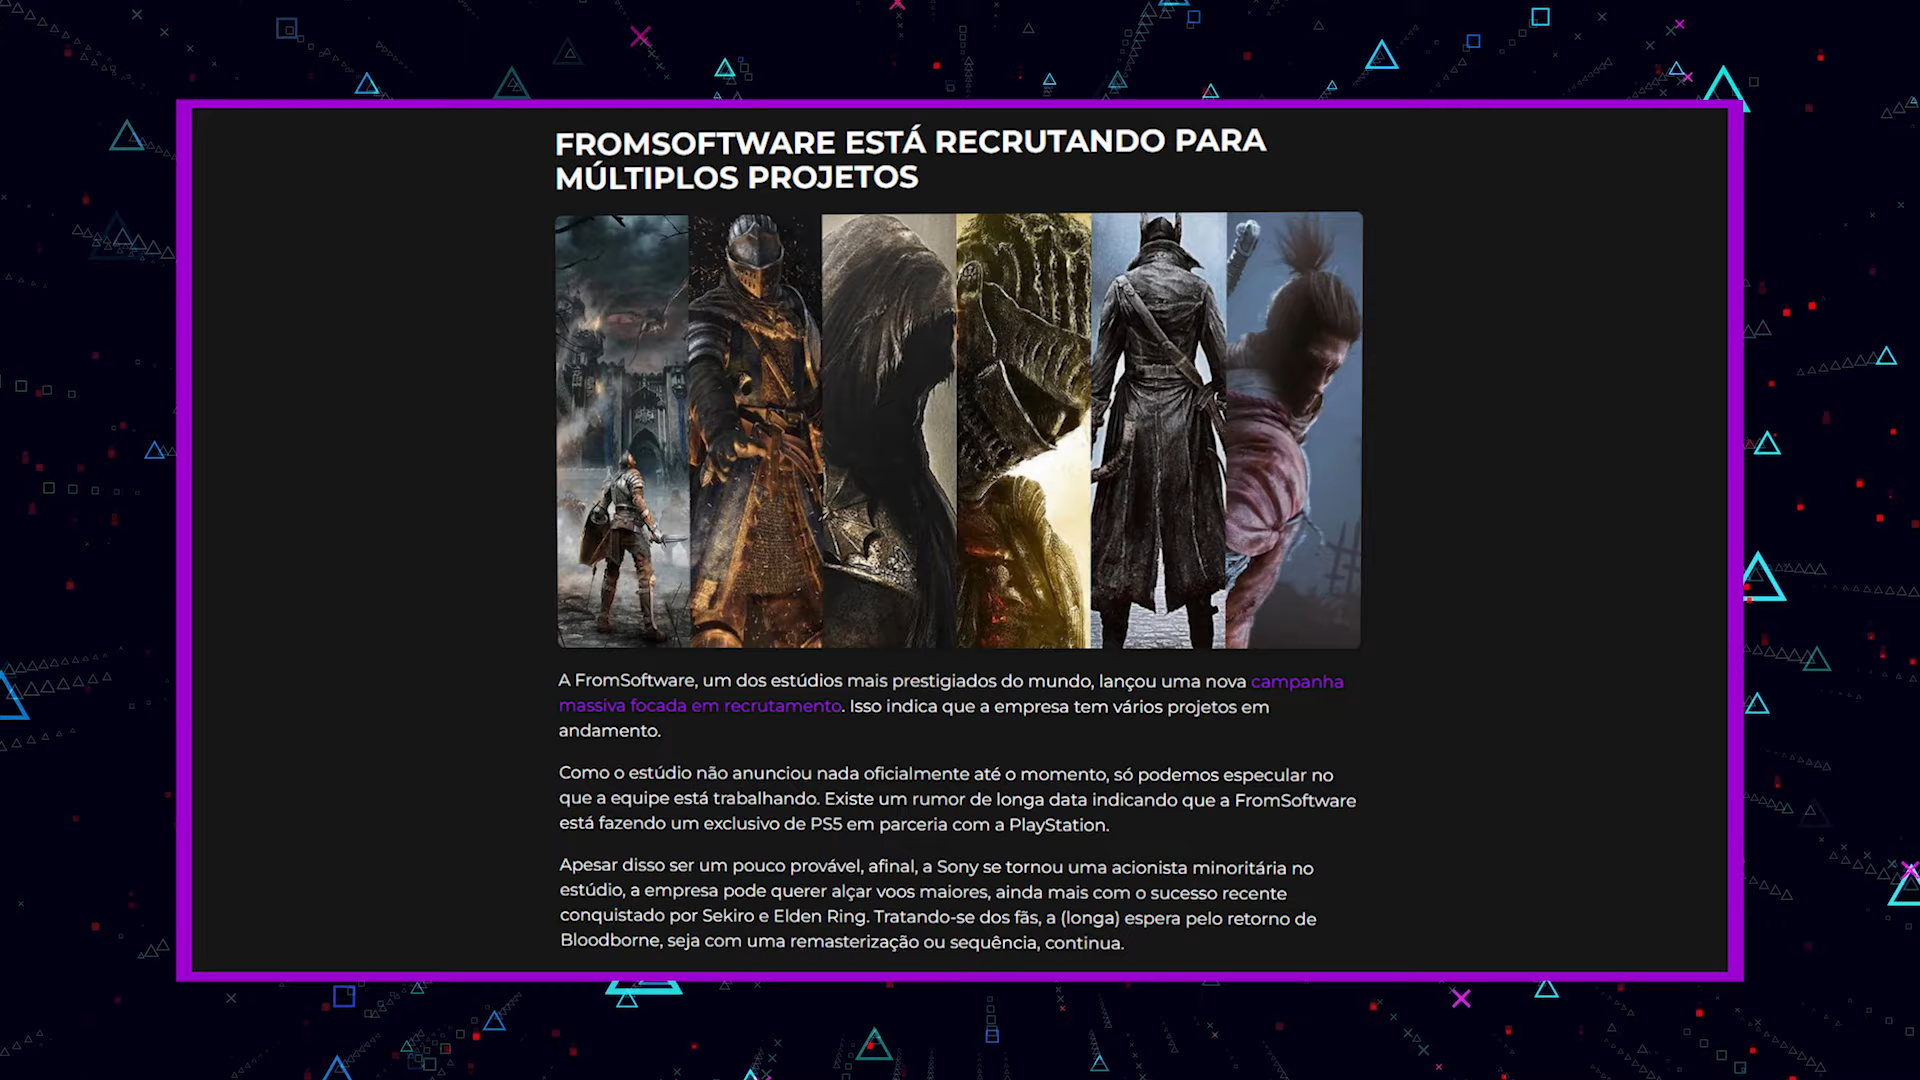 FROMSOFTWARE ESTÁ RECRUTANDO PARA
MÚLTIPLOS PROJETOS
A FromSoftware, um dos estúdios mais prestigiados do mundo, lançou uma nova campanha
massiva focada em recrutamento. Isso indica que a empresa tem vários projetos em
andamento.
Como o estúdio não anunciou nada oficialmente até o momento, só podemos especular no
que a equipe está trabalhando. Existe um rumor de longa data indicando que a FromSoftware
está fazendo um exclusivo de PS5 em parceria com a PlayStation.
Apesar disso ser um pouco provável, afinal, a Sony se tornou uma acionista minoritária no
estúdio, a empresa pode querer alçar voos maiores, ainda mais com o sucesso recente
conquistado por Sekiro e Elden Ring. Tratando-se dos fãs, a (longa) espera pelo retorno de
Bloodborne, seja com uma remasterização ou sequência, continua.